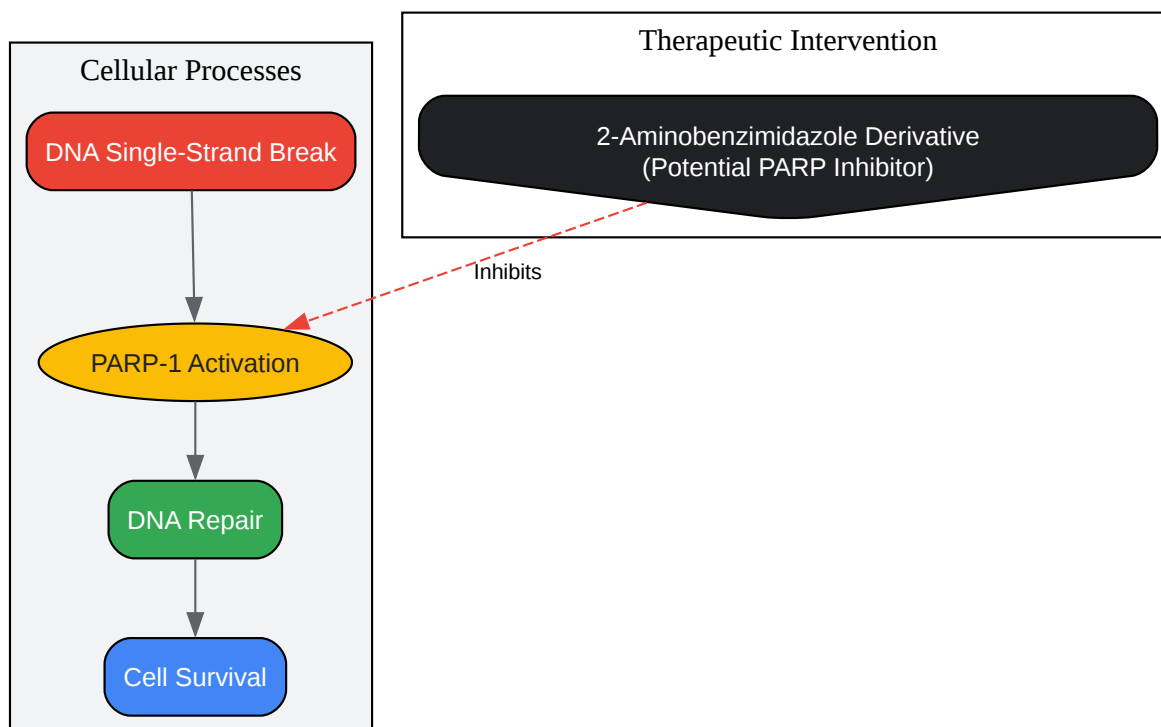 Therapeutic Intervention
Cellular Processes
2-Aminobenzimidazole Derivative
(Potential PARP Inhibitor)
DNA Single-Strand Break
Inhibits
PARP-1 Activation
DNA Repair
Cell Survival